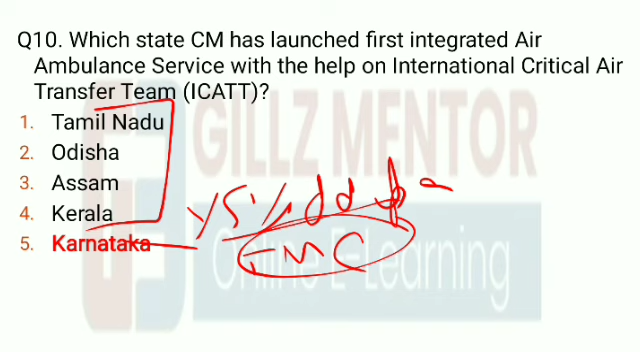 Q10. Which state CM has launched first integrated Air
Ambulance Service with the help on International Critical Air
Transfer Team (ICATT)?
1. Tamil Nadu
2. Odisha
3. Assam
4. Kerala
5. Karnataka
GILLZ MENTOR
Online E-Learning